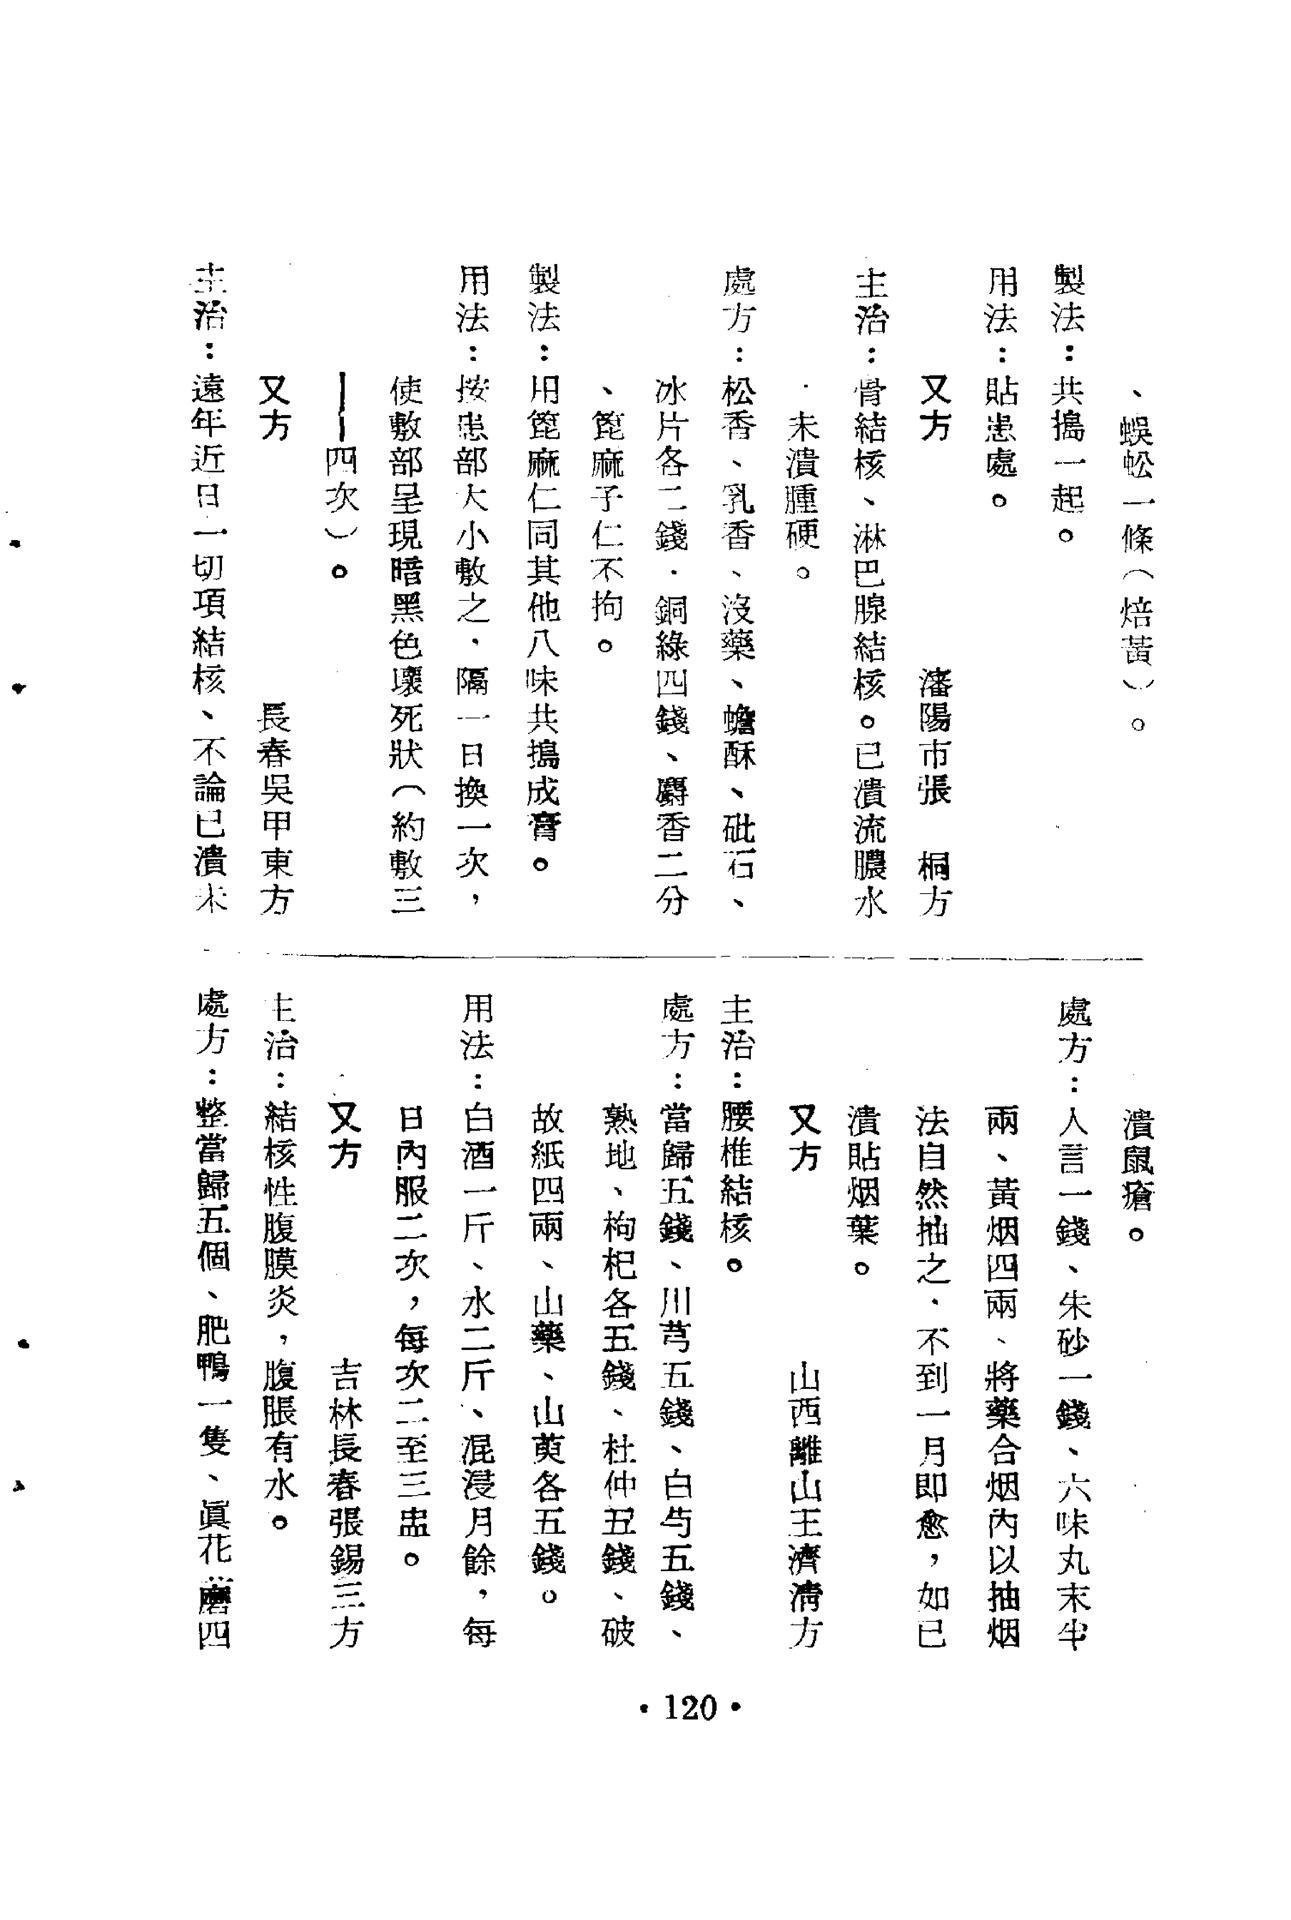 、蜈蚣一條（焙黃）。
製法：共搗一起。
用法：貼患處。
又方　瀋陽市張　桐方
主治：骨結核、淋巴腺結核。已潰流膿水
．未潰腫硬。
處方：松香、乳香、沒藥、蟾酥、砒石、
冰片各二錢．銅綠四錢、麝香二分
、箆麻子仁不拘。
製法：用箆麻仁同其他八味共搗成膏。
用法：按患部大小敷之．隔一日換一次，
使敷部呈現暗黑色壞死狀（約敷三
——四次）。
又方　長春吳甲東方
主治：遠年近日一切項結核、不論已潰未
潰鼠瘡。
處方：人言一錢、朱砂一錢、六味丸末半
兩、黃烟四兩、將藥合烟內以抽烟
法自然抽之．不到一月即愈，如已
潰貼烟葉。
又方　山西離山王濟清方
主治：腰椎結核。
處方：當歸五錢、川芎五錢、白芍五錢、
熟地、枸杞各五錢、杜仲五錢、破
故紙四兩、山藥、山萸各五錢。
用法：白酒一斤、水二斤、混浸月餘，每
日內服二次，每次二至三盅。
又方　吉林長春張錫三方
主治：結核性腹膜炎，腹脹有水。
處方：整當歸五個、肥鴨一隻、眞花蘑四
・120・